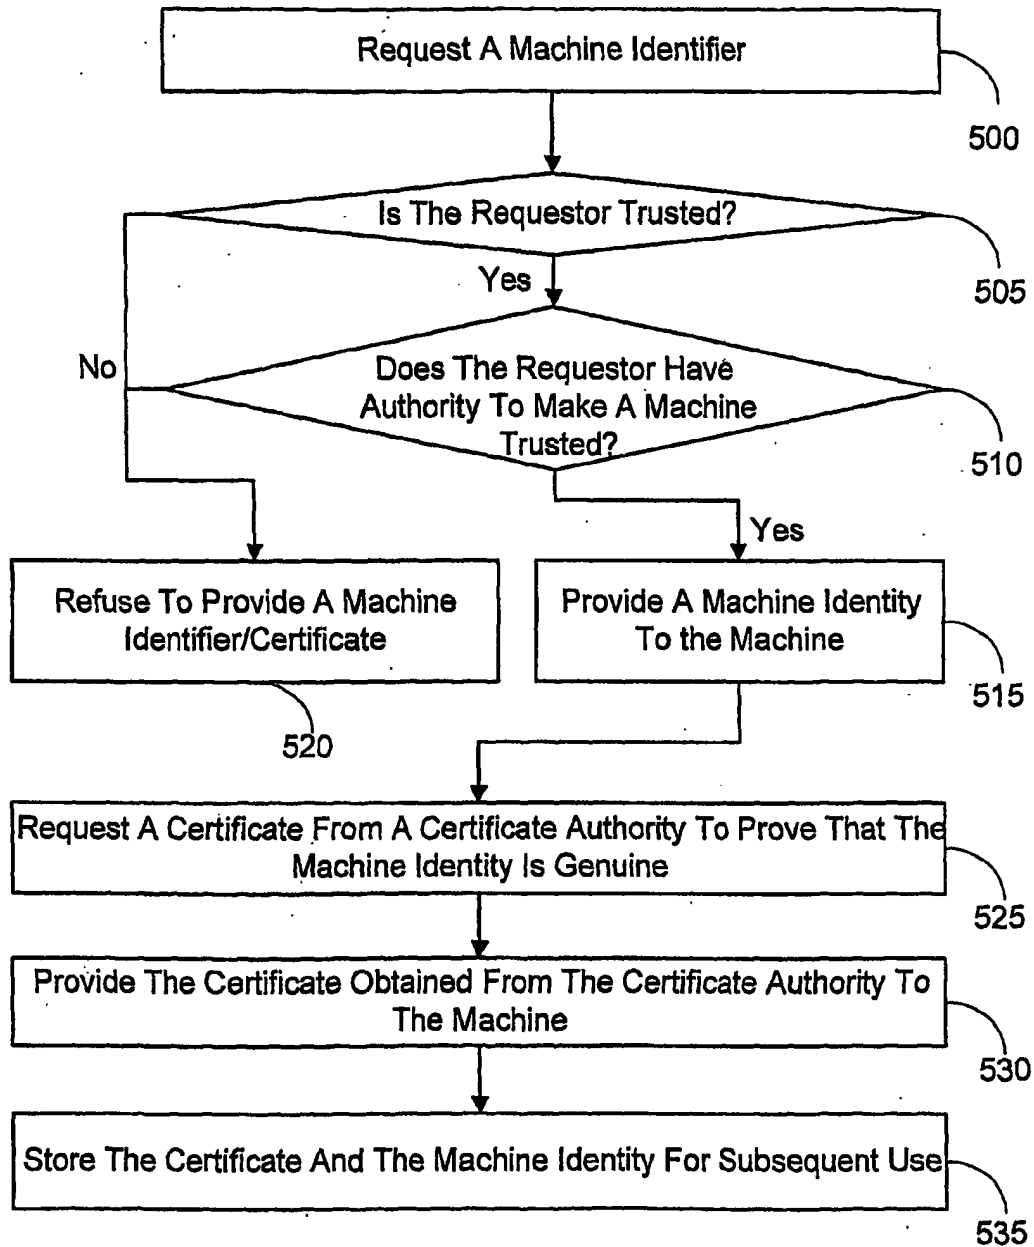 Request A Machine Identifier
500
Is The Requestor Trusted?
505
Yes
No
Does The Requestor Have
Authority To Make A Machine
Trusted?
510
Yes
Refuse To Provide A Machine
Identifier/Certificate
520
Provide A Machine Identity
To the Machine
515
Request A Certificate From A Certificate Authority To Prove That The
Machine Identity Is Genuine
525
Provide The Certificate Obtained From The Certificate Authority To
The Machine
530
Store The Certificate And The Machine Identity For Subsequent Use
535